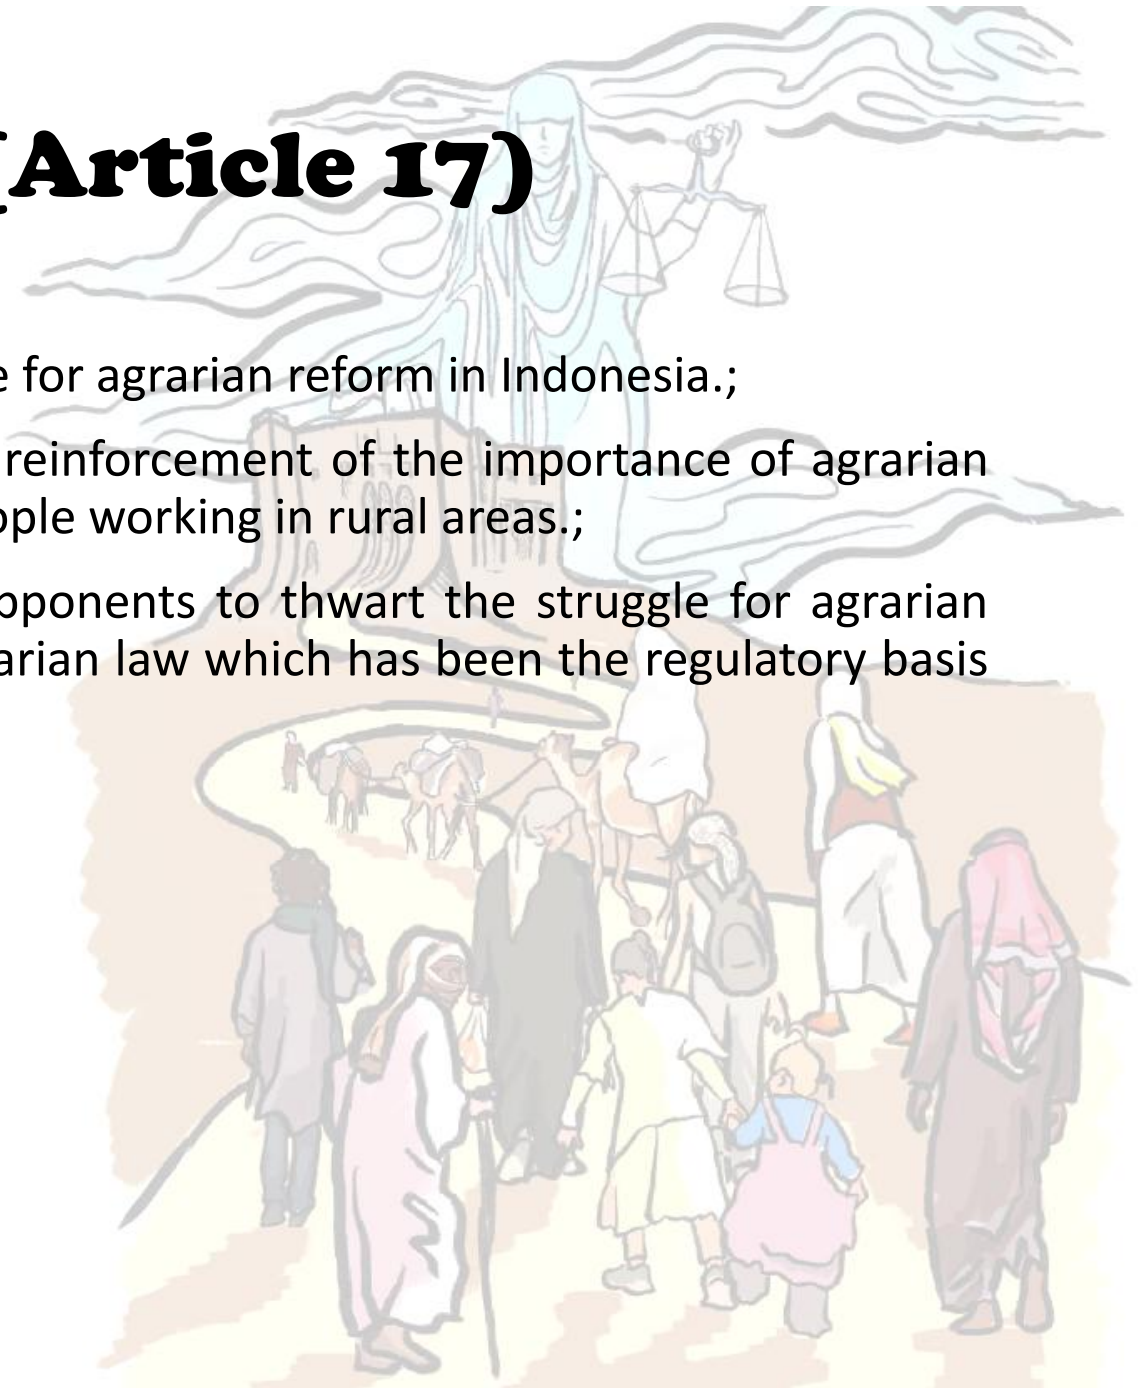 (Article 17)
e for agrarian reform in Indonesia.;
reinforcement of the importance of agrarian
ople working in rural areas.;
pponents to thwart the struggle for agrarian
arian law which has been the regulatory basis